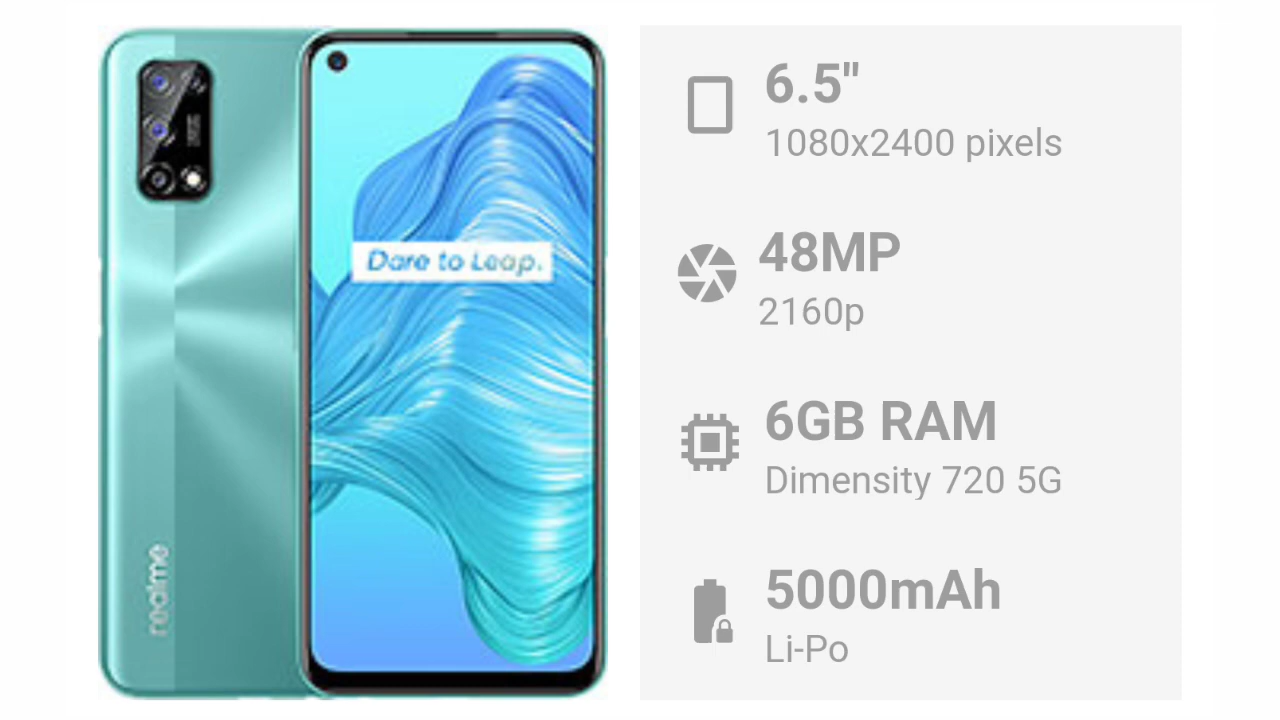 realme
Dare to Leap.
6.5"
1080x2400 pixels
48MP
2160p
6GB RAM
Dimensity 720 5G
5000mAh
Li-Po